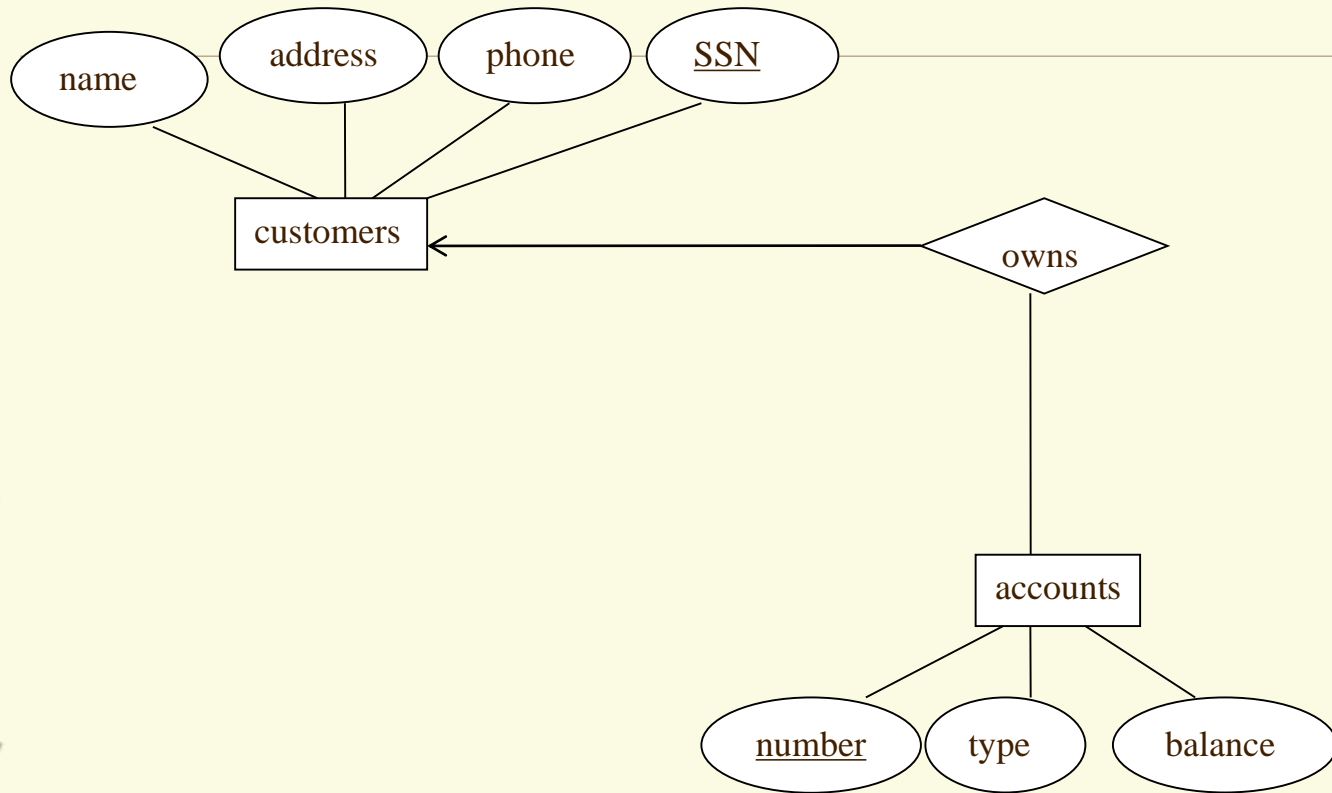 name
address
phone
SSN
customers
owns
accounts
number
type
balance